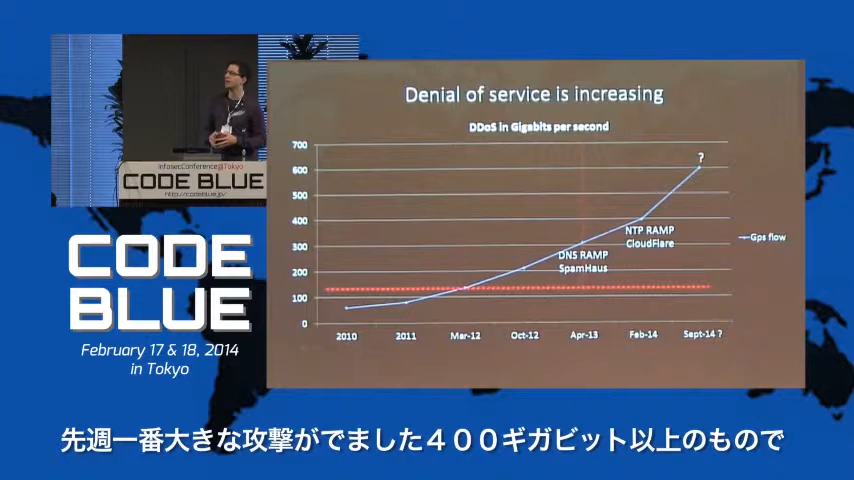 InfosecConference@Tokyo
CODE BLUE
http://codeblue.jp/
Denial of service is increasing
DDoS in Gigabits per second
700
600
500
400
300
200
100
0
?
NTP RAMP
CloudFlare
DNS RAMP
SpamHaus
Gps flow
2010
2011
Mar-12
Oct-12
Apr-13
Feb-14
Sept-14 ?
CODE
BLUE
February 17 & 18, 2014
in Tokyo
先週一番大きな攻撃がでました４００ギガビット以上のもので